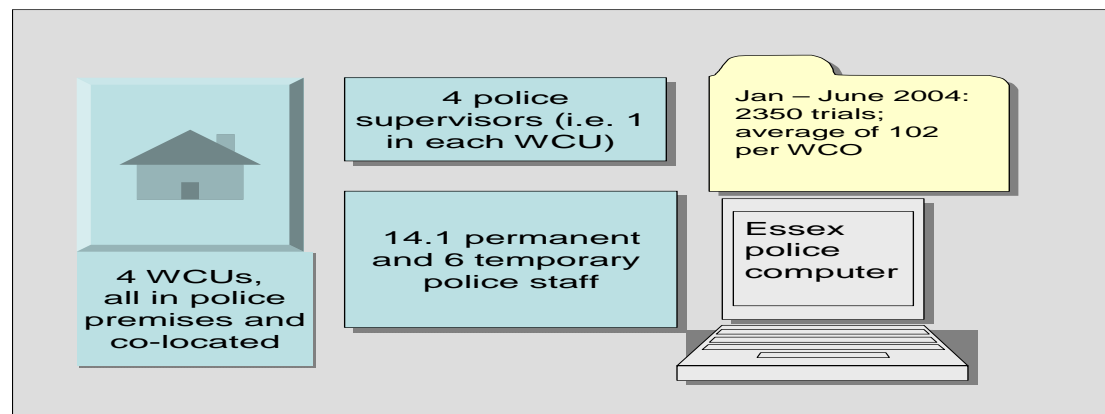 4 WCUs,
all in police
premises and
co-located
4 police
supervisors (i.e. 1
in each WCU)
14.1 permanent
and 6 temporary
police staff
Jan – June 2004:
2350 trials;
average of 102
per WCO
Essex
police
computer